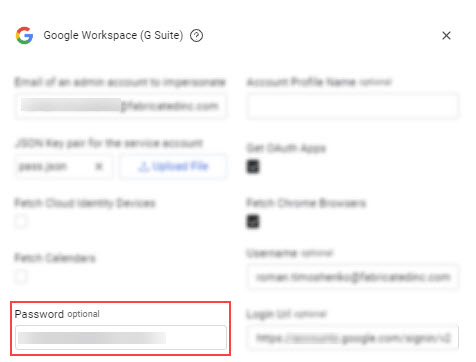 Google Workspace (G Suite) ?
Email of an admin account to impersonate
Account Profile Name optional
@fabricatedinc.com
JSON Key pair for the service account
Get OAuth Apps
pass.json
Upload File
Fetch Cloud Identity Devices
Fetch Chrome Browsers
Fetch Calendars
Username optional
roman.timoshenko@fabricatedinc.com
Password optional
Login Url optional
https://accounts.google.com/signin/v2